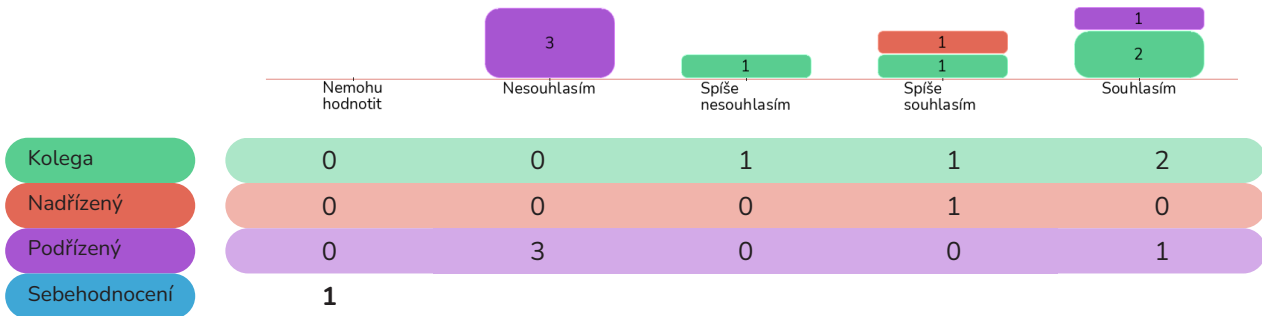 1
3
1
2
1
1
Nemohu
hodnotit
Nesouhlasím
Spíše
nesouhlasím
Spíše
souhlasím
Souhlasím
Kolega 0 0 1 1 2
Nadřízený 0 0 0 1 0
Podřízený 0 3 0 0 1
Sebehodnocení 1